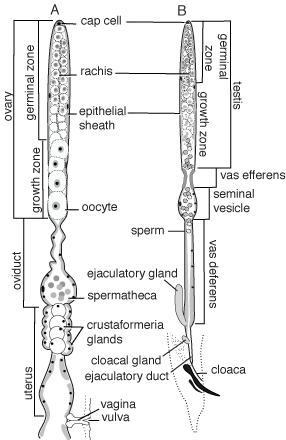 A
B
cap cell
germinal zone
ovary
rachis
epithelial
sheath
growth zone
oocyte
oviduct
spermatheca
crustaformeria
glands
uterus
vagina
vulva
germinal
zone
growth zone
testis
vas efferens
seminal
vesicle
sperm
vas deferens
ejaculatory gland
cloacal gland
ejaculatory duct
cloaca